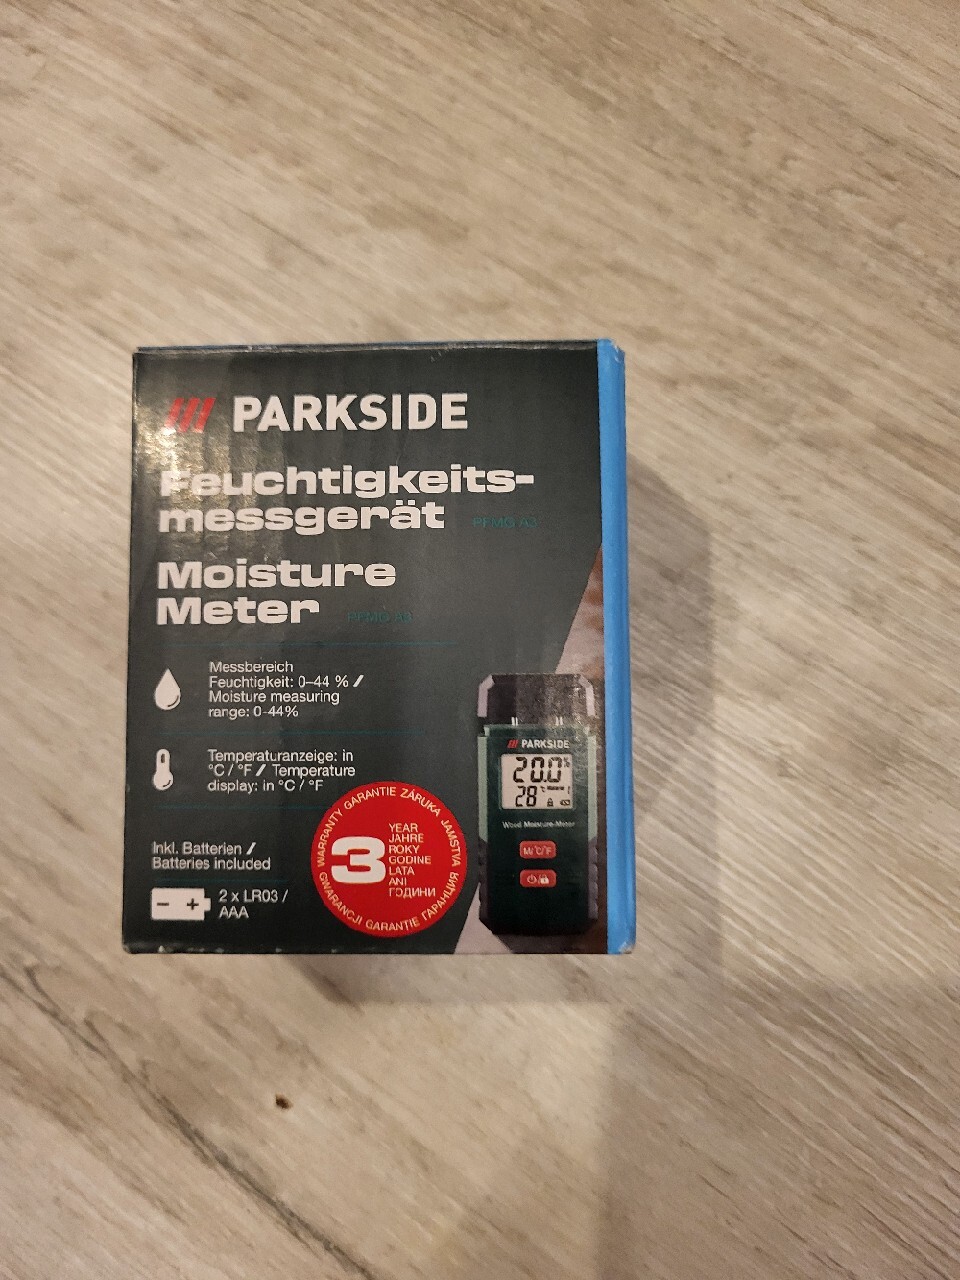 PARKSIDE
Feuchtigkeits-
messgerät PFMG A3
Moisture
Meter PFMG A3
Messbereich
Feuchtigkeit: 0–44 % /
Moisture measuring
range: 0-44%
Temperaturanzeige: in
°C / °F / Temperature
display: in °C / °F
Inkl. Batterien /
Batteries included
2 x LR03 /
AAA
WARRANTY GARANTIE ZÁRUKA JAMSTVA
GWARANCJI GARANȚIE ГАРАНЦИЯ
3
YEAR
JAHRE
ROKY
GODINE
LATA
ANI
ГОДИНИ
PARKSIDE
20.0%
28°C
Wood Moisture-Meter
M/°C/°F